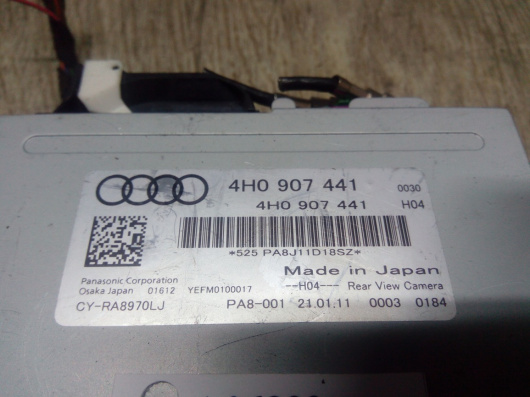 4H0 907 441 0030
4H0 907 441 H04
*525 PA8J11D18SZ*
Made in Japan
Panasonic Corporation
Osaka Japan 01612 YEFM0100017 --H04--- Rear View Camera
CY-RA8970LJ PA8-001 21.01.11 0003 0184